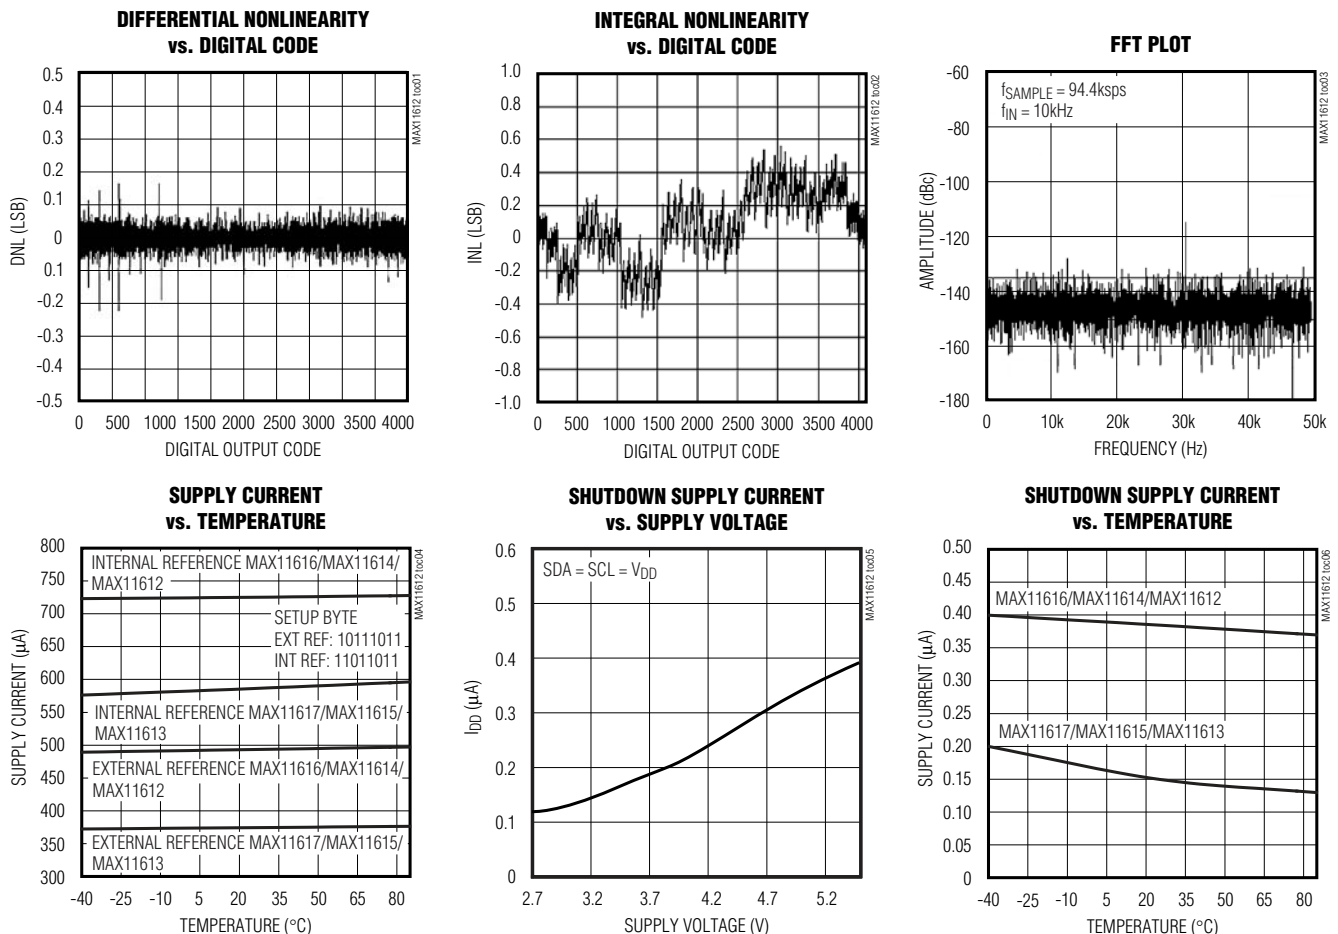 DIFFERENTIAL NONLINEARITY
vs. DIGITAL CODE
0.5
0.4
0.3
0.2
0.1
0
0.1
-0.2
-0.3
-0.4
-0.5
DNL (LSB)
0 500 1000 1500 2000 2500 3000 3500 4000
DIGITAL OUTPUT CODE
MAX11612 toc01
INTEGRAL NONLINEARITY
vs. DIGITAL CODE
1.0
0.8
0.6
0.4
0.2
0
-0.2
-0.4
-0.6
-0.8
-1.0
INL (LSB)
0 500 1000 1500 2000 2500 3000 3500 4000
DIGITAL OUTPUT CODE
MAX11612 toc02
FFT PLOT
fSAMPLE = 94.4ksps
fIN = 10kHz
-60
-80
-100
-120
-140
-160
-180
AMPLITUDE (dBc)
0 10k 20k 30k 40k 50k
FREQUENCY (Hz)
MAX11612 toc03
SUPPLY CURRENT
vs. TEMPERATURE
800
750
700
650
600
550
500
450
400
350
300
SUPPLY CURRENT (µA)
INTERNAL REFERENCE MAX11616/MAX11614/
MAX11612
SETUP BYTE
EXT REF: 10111011
INT REF: 11011011
INTERNAL REFERENCE MAX11617/MAX11615/
MAX11613
EXTERNAL REFERENCE MAX11616/MAX11614/
MAX11612
EXTERNAL REFERENCE MAX11617/MAX11615/
MAX11613
-40 -25 -10 5 20 35 50 65 80
TEMPERATURE (°C)
MAX11612 toc04
SHUTDOWN SUPPLY CURRENT
vs. SUPPLY VOLTAGE
SDA = SCL = VDD
0.6
0.5
0.4
0.3
0.2
0.1
0
IDD (µA)
2.7 3.2 3.7 4.2 4.7 5.2
SUPPLY VOLTAGE (V)
MAX11612 toc05
SHUTDOWN SUPPLY CURRENT
vs. TEMPERATURE
0.50
0.45
0.40
0.35
0.30
0.25
0.20
0.15
0.10
0.05
0
SUPPLY CURRENT (µA)
MAX11616/MAX11614/MAX11612
MAX11617/MAX11615/MAX11613
-40 -25 -10 5 20 35 50 65 80
TEMPERATURE (°C)
MAX11612 toc06